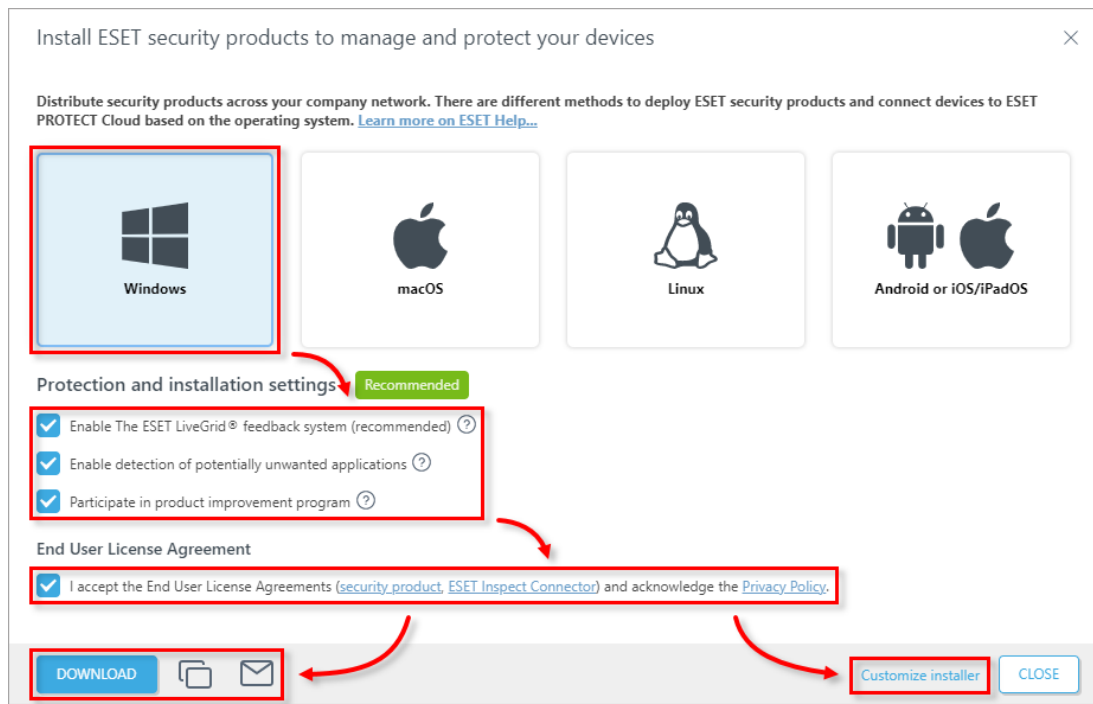 Install ESET security products to manage and protect your devices
Distribute security products across your company network. There are different methods to deploy ESET security products and connect devices to ESET
PROTECT Cloud based on the operating system. Learn more on ESET Help...
Windows
macOS
Linux
Android or iOS/iPadOS
Protection and installation settings Recommended
Enable The ESET LiveGrid® feedback system (recommended) ?
Enable detection of potentially unwanted applications ?
Participate in product improvement program ?
End User License Agreement
I accept the End User License Agreements (security product, ESET Inspect Connector) and acknowledge the Privacy Policy.
DOWNLOAD
Customize installer
CLOSE